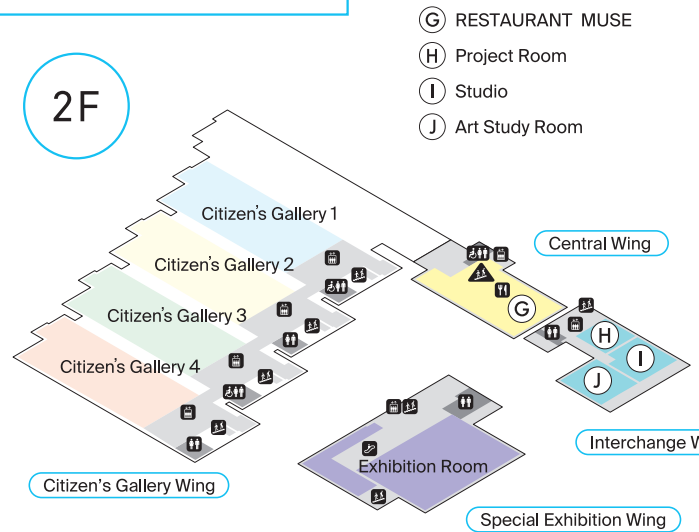 G RESTAURANT MUSE
H Project Room
I Studio
J Art Study Room
2F
Citizen's Gallery 1
Central Wing
Citizen's Gallery 2
G
Citizen's Gallery 3
H
I
Citizen's Gallery 4
J
Interchange W
Exhibition Room
Citizen's Gallery Wing
Special Exhibition Wing